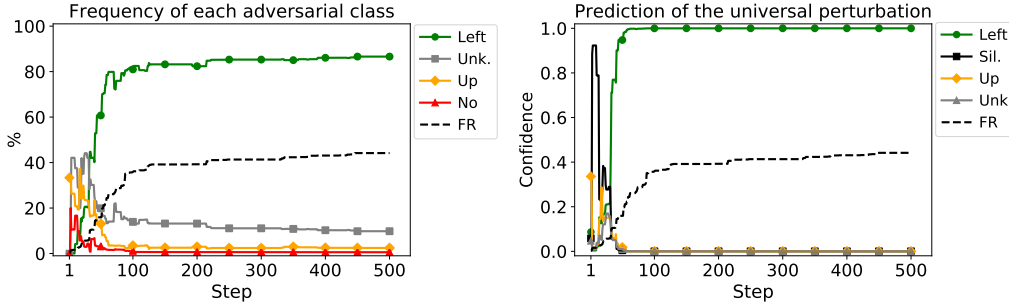 Frequency of each adversarial class
100
80
60
40
20
0
%
1
100
200
300
400
500
Step
Left
Unk.
Up
No
FR
Prediction of the universal perturbation
1.0
0.8
0.6
0.4
0.2
0.0
Confidence
1
100
200
300
400
500
Step
Left
Sil.
Up
Unk
FR